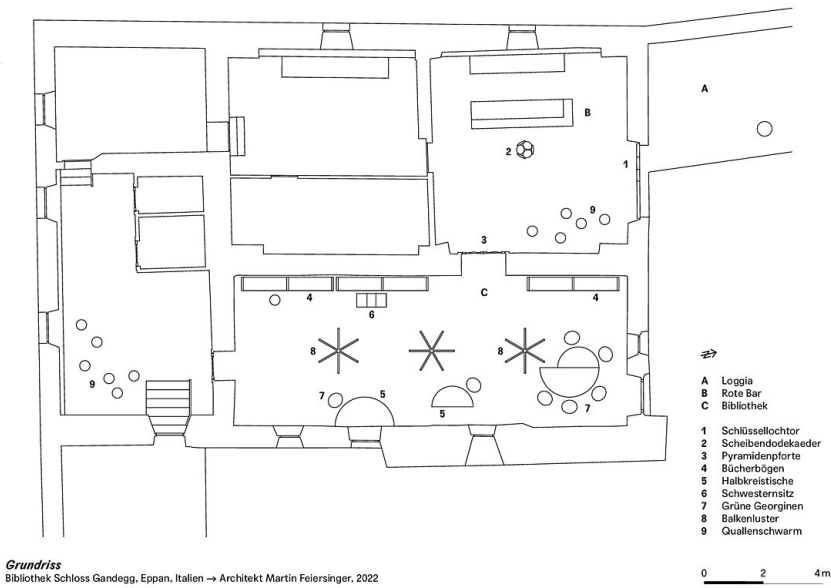 A
B
2
1
9
3
C
4
4
6
8
8
7
5
5
7
9
A Loggia
B Rote Bar
C Bibliothek
1 Schlüssellochtor
2 Scheibendodekaeder
3 Pyramidenpforte
4 Bücherbögen
5 Halbkreistische
6 Schwesternsitz
7 Grüne Georginen
8 Balkenluster
9 Quallenschwarm
Grundriss
Bibliothek Schloss Gandegg, Eppan, Italien → Architekt Martin Feiersinger, 2022
0 2 4 m